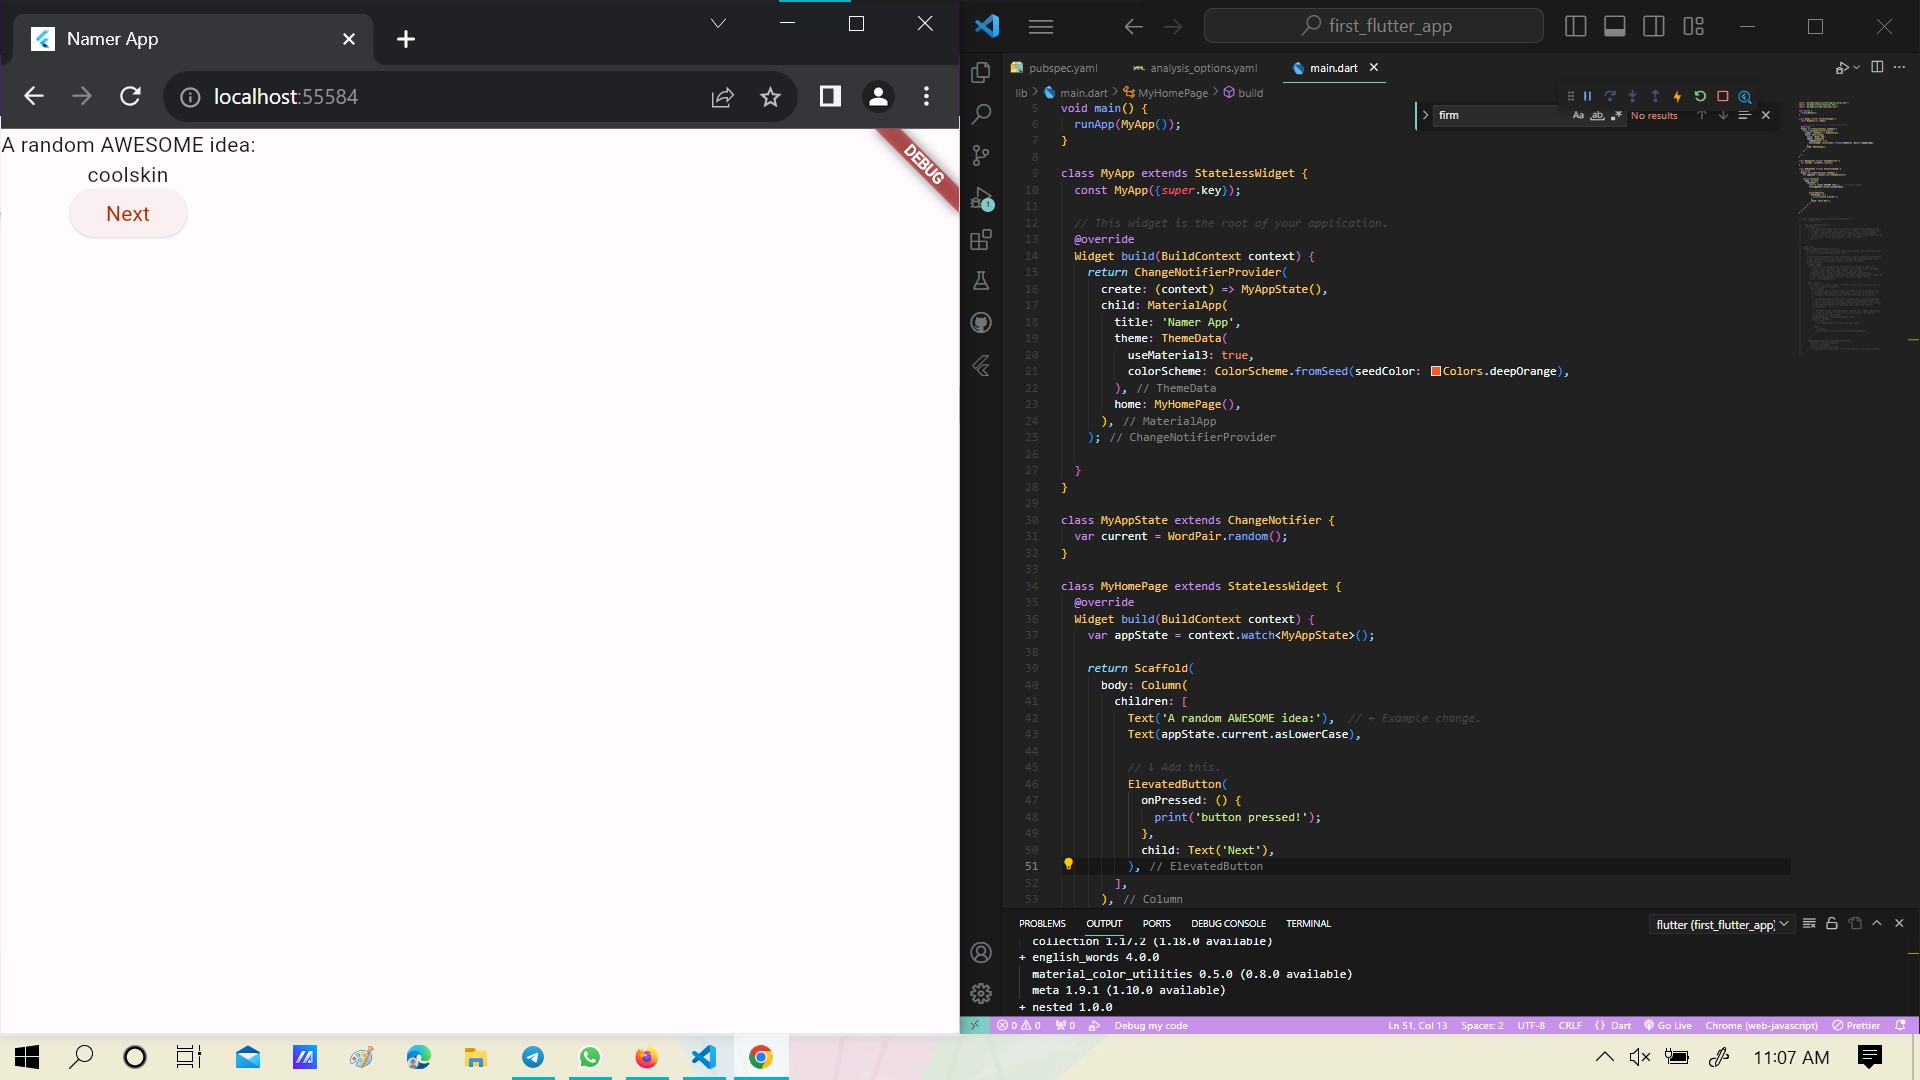 Namer App
localhost:55584
A random AWESOME idea:
coolskin
Next
DEBUG
first_flutter_app
pubspec.yaml
analysis_options.yaml
main.dart
lib > main.dart > MyHomePage > build
firm
Aa
ab
No results
5 void main() {
6 runApp(MyApp());
7 }
8
9 class MyApp extends StatelessWidget {
10 const MyApp({super.key});
11
12 // This widget is the root of your application.
13 @override
14 Widget build(BuildContext context) {
15 return ChangeNotifierProvider(
16 create: (context) => MyAppState(),
17 child: MaterialApp(
18 title: 'Namer App',
19 theme: ThemeData(
20 useMaterial3: true,
21 colorScheme: ColorScheme.fromSeed(seedColor: Colors.deepOrange),
22 ), // ThemeData
23 home: MyHomePage(),
24 ), // MaterialApp
25 ); // ChangeNotifierProvider
26
27 }
28 }
29
30 class MyAppState extends ChangeNotifier {
31 var current = WordPair.random();
32 }
33
34 class MyHomePage extends StatelessWidget {
35 @override
36 Widget build(BuildContext context) {
37 var appState = context.watch<MyAppState>();
38
39 return Scaffold(
40 body: Column(
41 children: [
42 Text('A random AWESOME idea:'), // ← Example change.
43 Text(appState.current.asLowerCase),
44
45 // ↓ Add this.
46 ElevatedButton(
47 onPressed: () {
48 print('button pressed!');
49 },
50 child: Text('Next'),
51 ), // ElevatedButton
52 ],
53 ), // Column
1
PROBLEMS OUTPUT PORTS DEBUG CONSOLE TERMINAL
flutter (first_flutter_app)
collection 1.17.2 (1.18.0 available)
+ english_words 4.0.0
material_color_utilities 0.5.0 (0.8.0 available)
meta 1.9.1 (1.10.0 available)
+ nested 1.0.0
0 0 0 Debug my code
Ln 51, Col 13 Spaces: 2 UTF-8 CRLF {} Dart Go Live Chrome (web-javascript) Prettier
11:07 AM